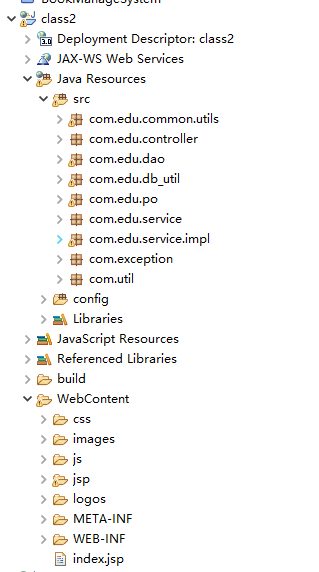 BookManageSystem
class2
Deployment Descriptor: class2
JAX-WS Web Services
Java Resources
src
com.edu.common.utils
com.edu.controller
com.edu.dao
com.edu.db_util
com.edu.po
com.edu.service
com.edu.service.impl
com.exception
com.util
config
Libraries
JavaScript Resources
Referenced Libraries
build
WebContent
css
images
js
jsp
logos
META-INF
WEB-INF
index.jsp